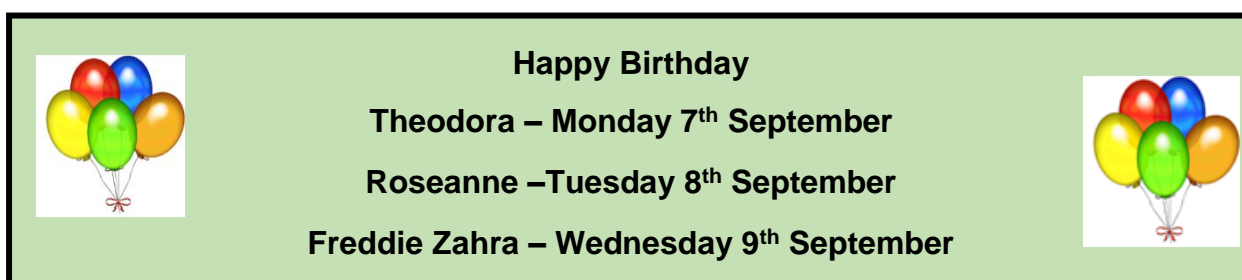 Happy Birthday
Theodora – Monday 7th September
Roseanne –Tuesday 8th September
Freddie Zahra – Wednesday 9th September